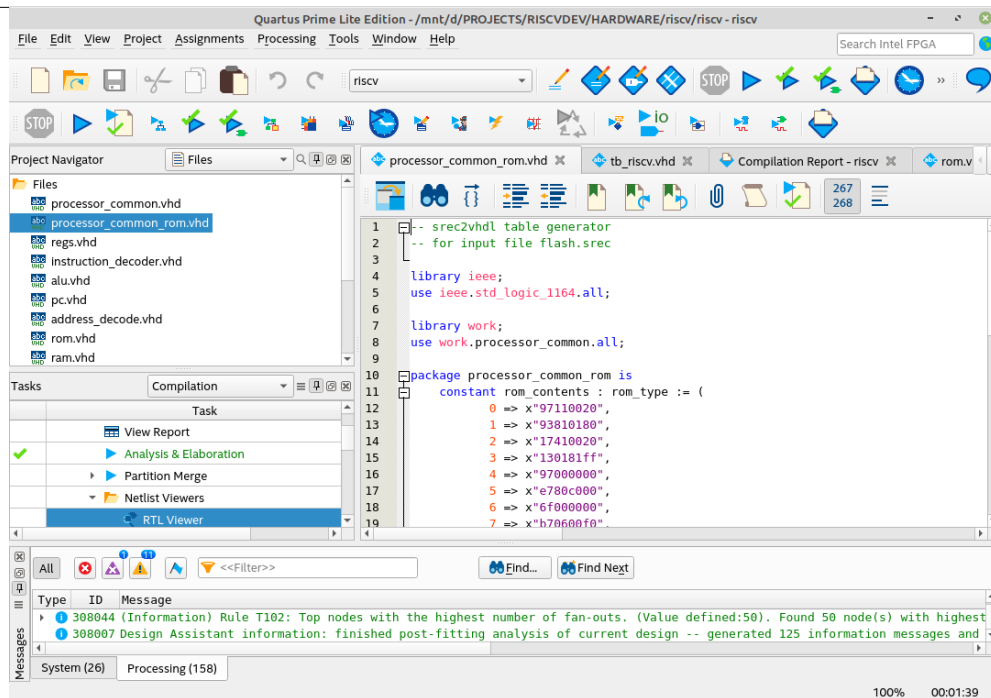 Quartus Prime Lite Edition - /mnt/d/PROJECTS/RISCVDEV/HARDWARE/riscv/riscv - riscv
File Edit View Project Assignments Processing Tools Window Help
Search Intel FPGA
riscv
STOP
»
STOP
io
Project Navigator
Files
Files
processor_common.vhd
processor_common_rom.vhd
regs.vhd
instruction_decoder.vhd
alu.vhd
pc.vhd
address_decode.vhd
rom.vhd
ram.vhd
Tasks
Compilation
Task
View Report
Analysis & Elaboration
Partition Merge
Netlist Viewers
RTL Viewer
processor_common_rom.vhd
tb_riscv.vhd
Compilation Report - riscv
rom.v
267
268
1 -- srec2vhdl table generator
2 -- for input file flash.srec
3
4 library ieee;
5 use ieee.std_logic_1164.all;
6
7 library work;
8 use work.processor_common.all;
9
10 package processor_common_rom is
11 constant rom_contents : rom_type := (
12 0 => x"97110020",
13 1 => x"93810180",
14 2 => x"17410020",
15 3 => x"130181ff",
16 4 => x"97000000",
17 5 => x"e780c000",
18 6 => x"6f000000",
19 7 => x"b70600f0",
All
1
11
<<Filter>>
Find...
Find Next
Type ID Message
308044 (Information) Rule T102: Top nodes with the highest number of fan-outs. (Value defined:50). Found 50 node(s) with highest
308007 Design Assistant information: finished post-fitting analysis of current design -- generated 125 information messages and
Messages
System (26)
Processing (158)
100% 00:01:39